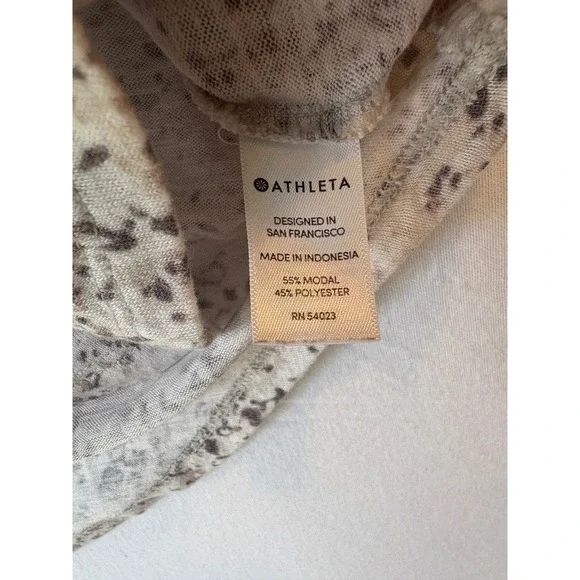 ATHLETA
DESIGNED IN
SAN FRANCISCO
MADE IN INDONESIA
55% MODAL
45% POLYESTER
RN 54023